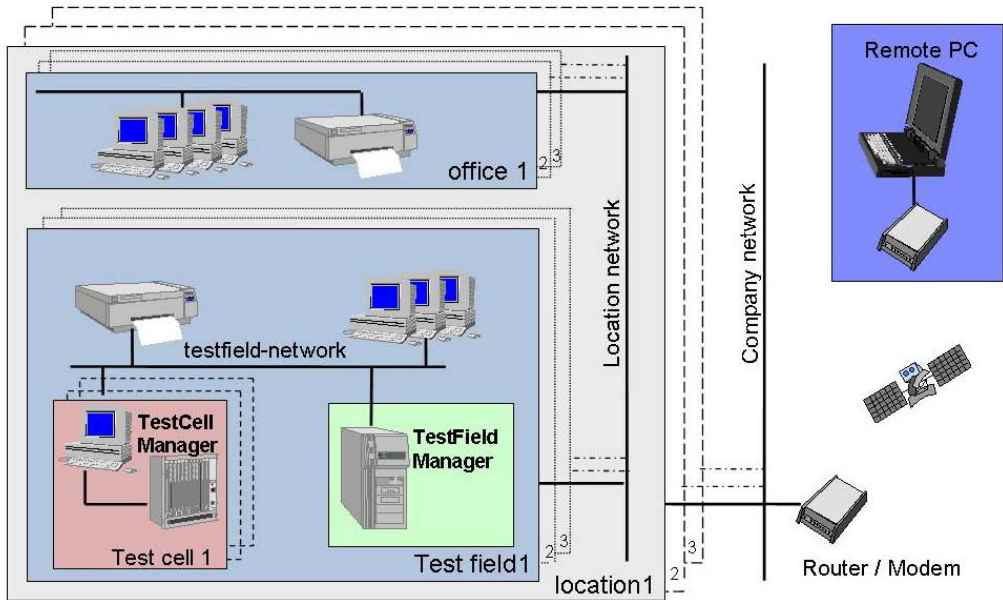 Remote PC
office 1
2
3
Location network
Company network
testfield-network
TestCell
Manager
TestField
Manager
Test cell 1
Test field1
2
3
location1
2
3
Router / Modem